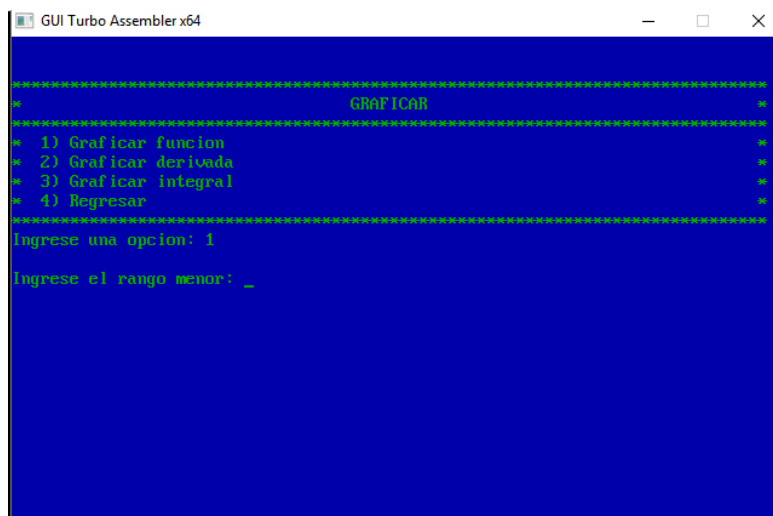 GUI Turbo Assembler x64
******************************************************************************
* GRAFICAR *
******************************************************************************
* 1) Graficar funcion *
* 2) Graficar derivada *
* 3) Graficar integral *
* 4) Regresar *
******************************************************************************
Ingrese una opcion: 1
Ingrese el rango menor: _